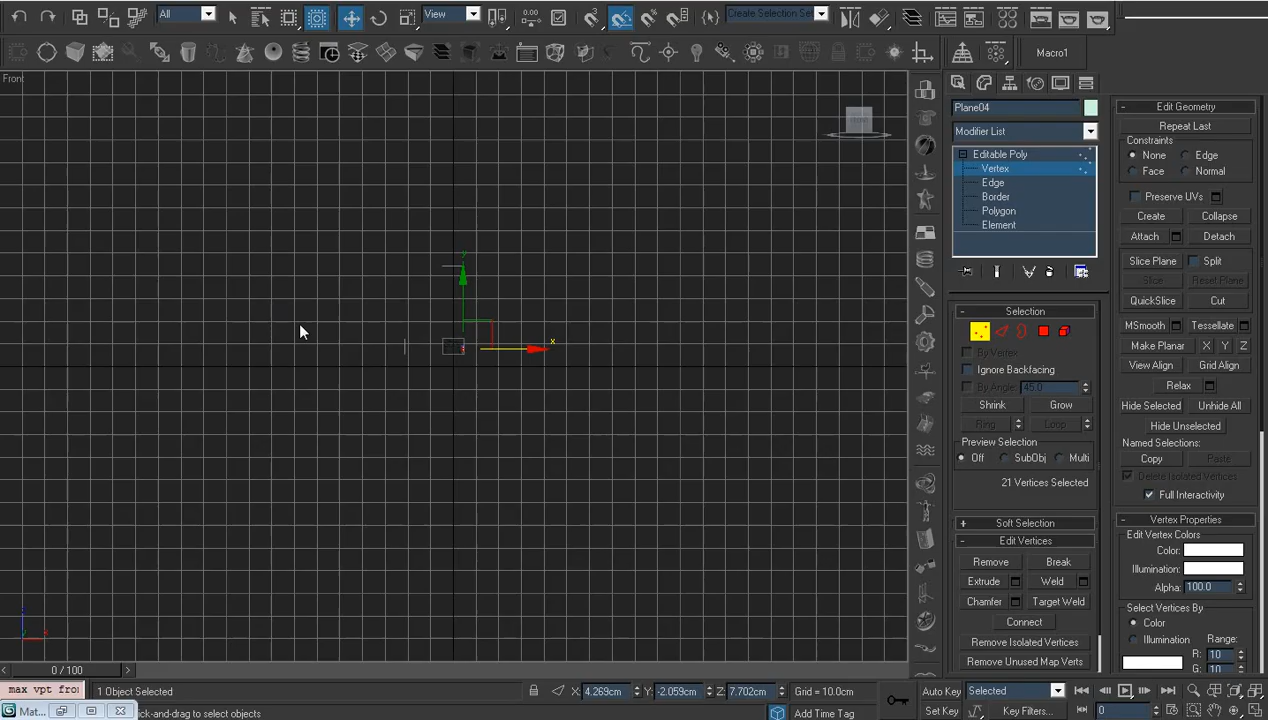 All
View
Create Selection Set
Macro1
Front
y
x
Plane04
Modifier List
Editable Poly
Vertex
Edge
Border
Polygon
Element
Selection
By Vertex
Ignore Backfacing
By Angle: 45.0
Shrink Grow
Ring Loop
Preview Selection
Off SubObj Multi
21 Vertices Selected
Soft Selection
Edit Vertices
Remove Break
Extrude Weld
Chamfer Target Weld
Connect
Remove Isolated Vertices
Remove Unused Map Verts
Edit Geometry
Repeat Last
Constraints
None Edge
Face Normal
Preserve UVs
Create Collapse
Attach Detach
Slice Plane Split
Slice Reset Plane
QuickSlice Cut
MSmooth Tessellate
Make Planar X Y Z
View Align Grid Align
Relax
Hide Selected Unhide All
Hide Unselected
Named Selections:
Copy Paste
Delete Isolated Vertices
Full Interactivity
Vertex Properties
Edit Vertex Colors
Color:
Illumination:
Alpha: 100.0
Select Vertices By
Color
Illumination Range:
R: 10
G: 10
0 / 100
max vpt fro
1 Object Selected X: 4.269cm Y: -2.059cm Z: 7.702cm Grid = 10.0cm Auto Key Selected
Mat... ick-and-drag to select objects Add Time Tag Set Key Key Filters... 0